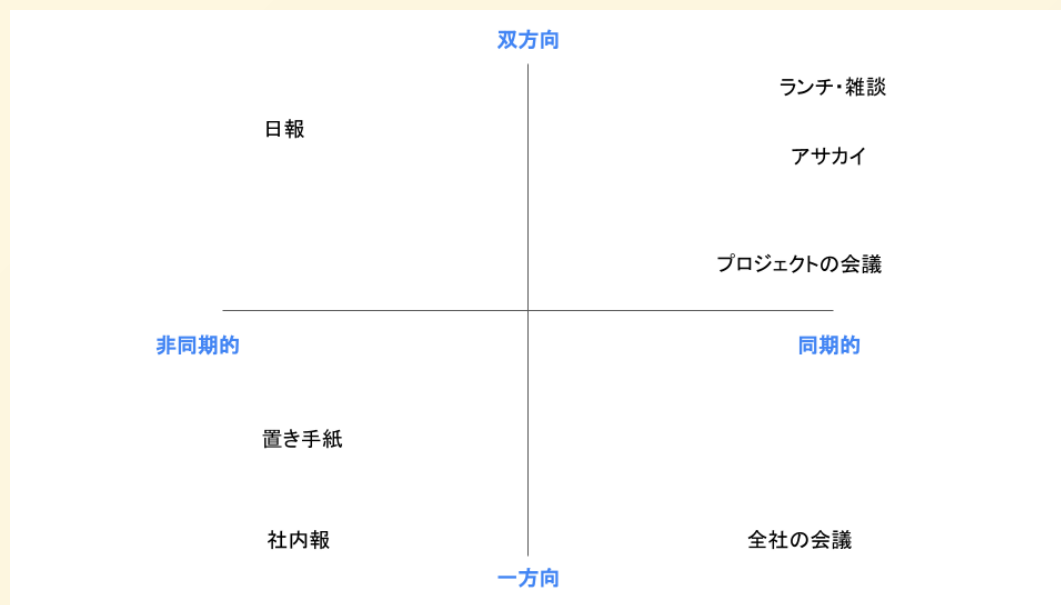 双方向
ランチ・雑談
日報
アサカイ
プロジェクトの会議
非同期的
同期的
置き手紙
社内報
全社の会議
一方向